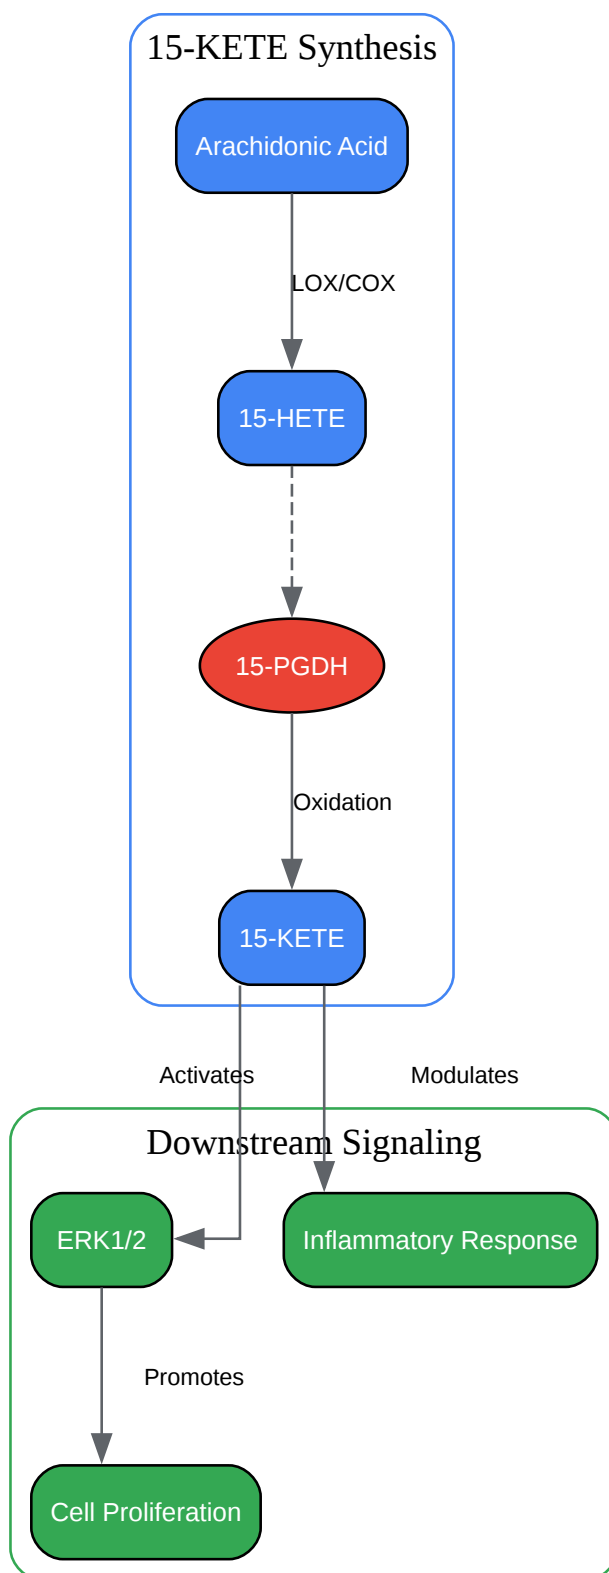 15-KETE Synthesis
Arachidonic Acid
LOX/COX
15-HETE
15-PGDH
Oxidation
15-KETE
Activates
Modulates
Downstream Signaling
ERK1/2
Inflammatory Response
Promotes
Cell Proliferation